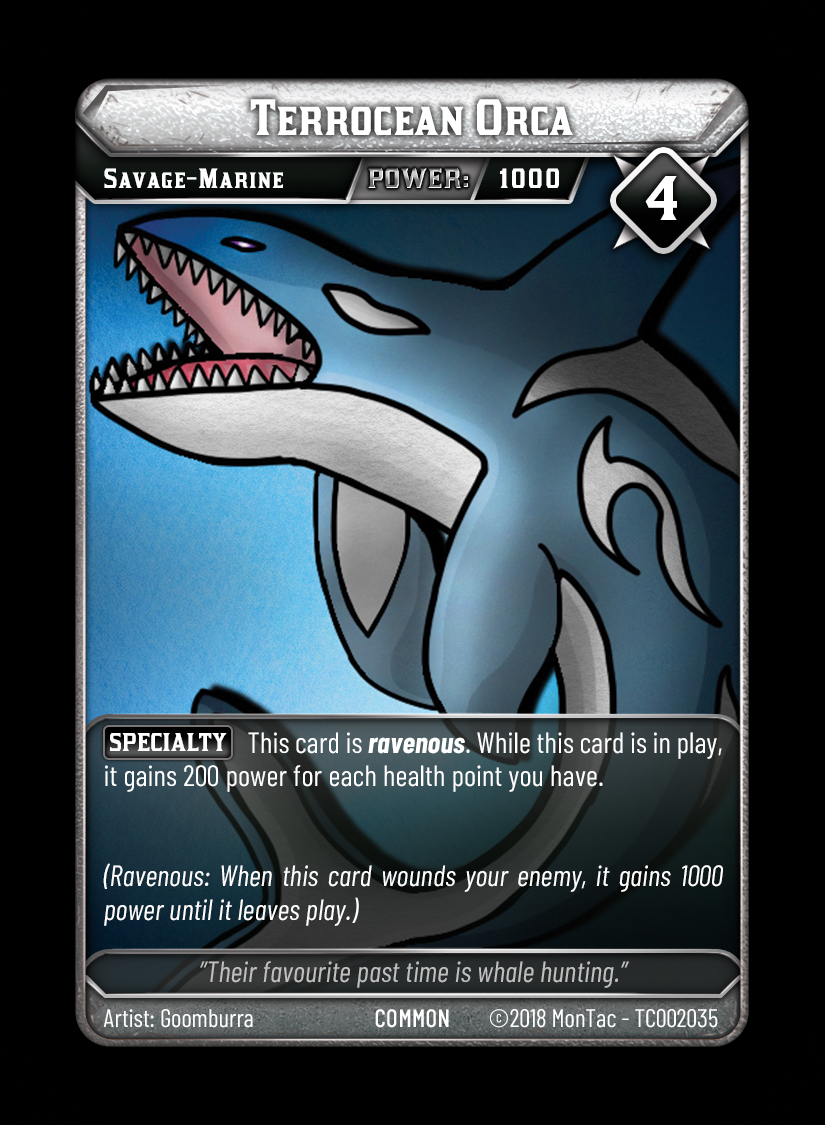 Terrocean Orca
Savage-Marine POWER: 1000
4
SPECIALTY This card is ravenous. While this card is in play,
it gains 200 power for each health point you have.
(Ravenous: When this card wounds your enemy, it gains 1000
power until it leaves play.)
“Their favourite past time is whale hunting.”
Artist: Goomburra COMMON ©2018 MonTac - TC002035